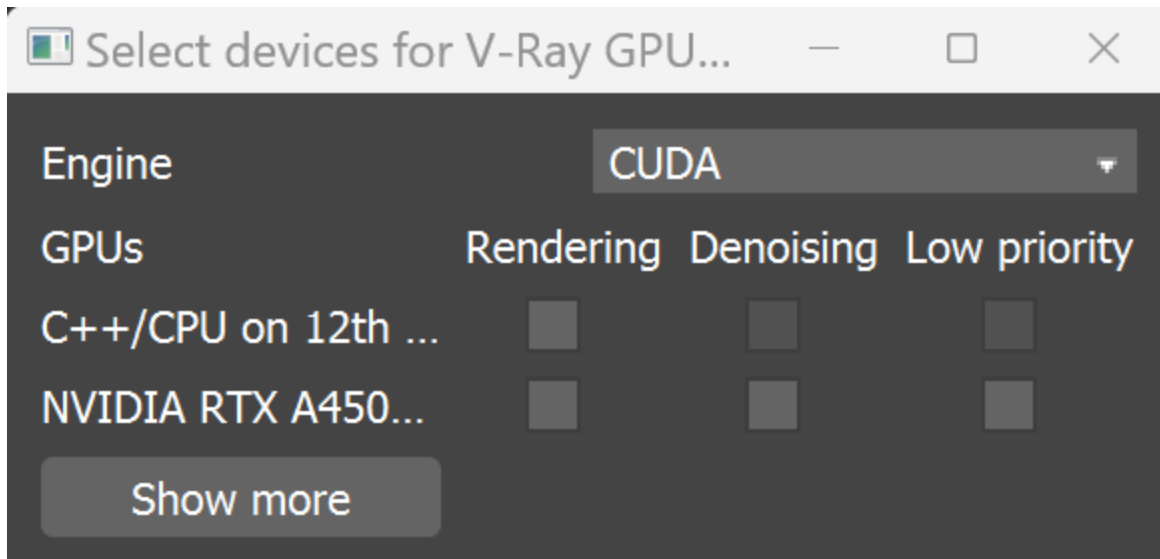 Select devices for V-Ray GPU...
Engine CUDA
GPUs Rendering Denoising Low priority
C++/CPU on 12th ...
NVIDIA RTX A450...
Show more